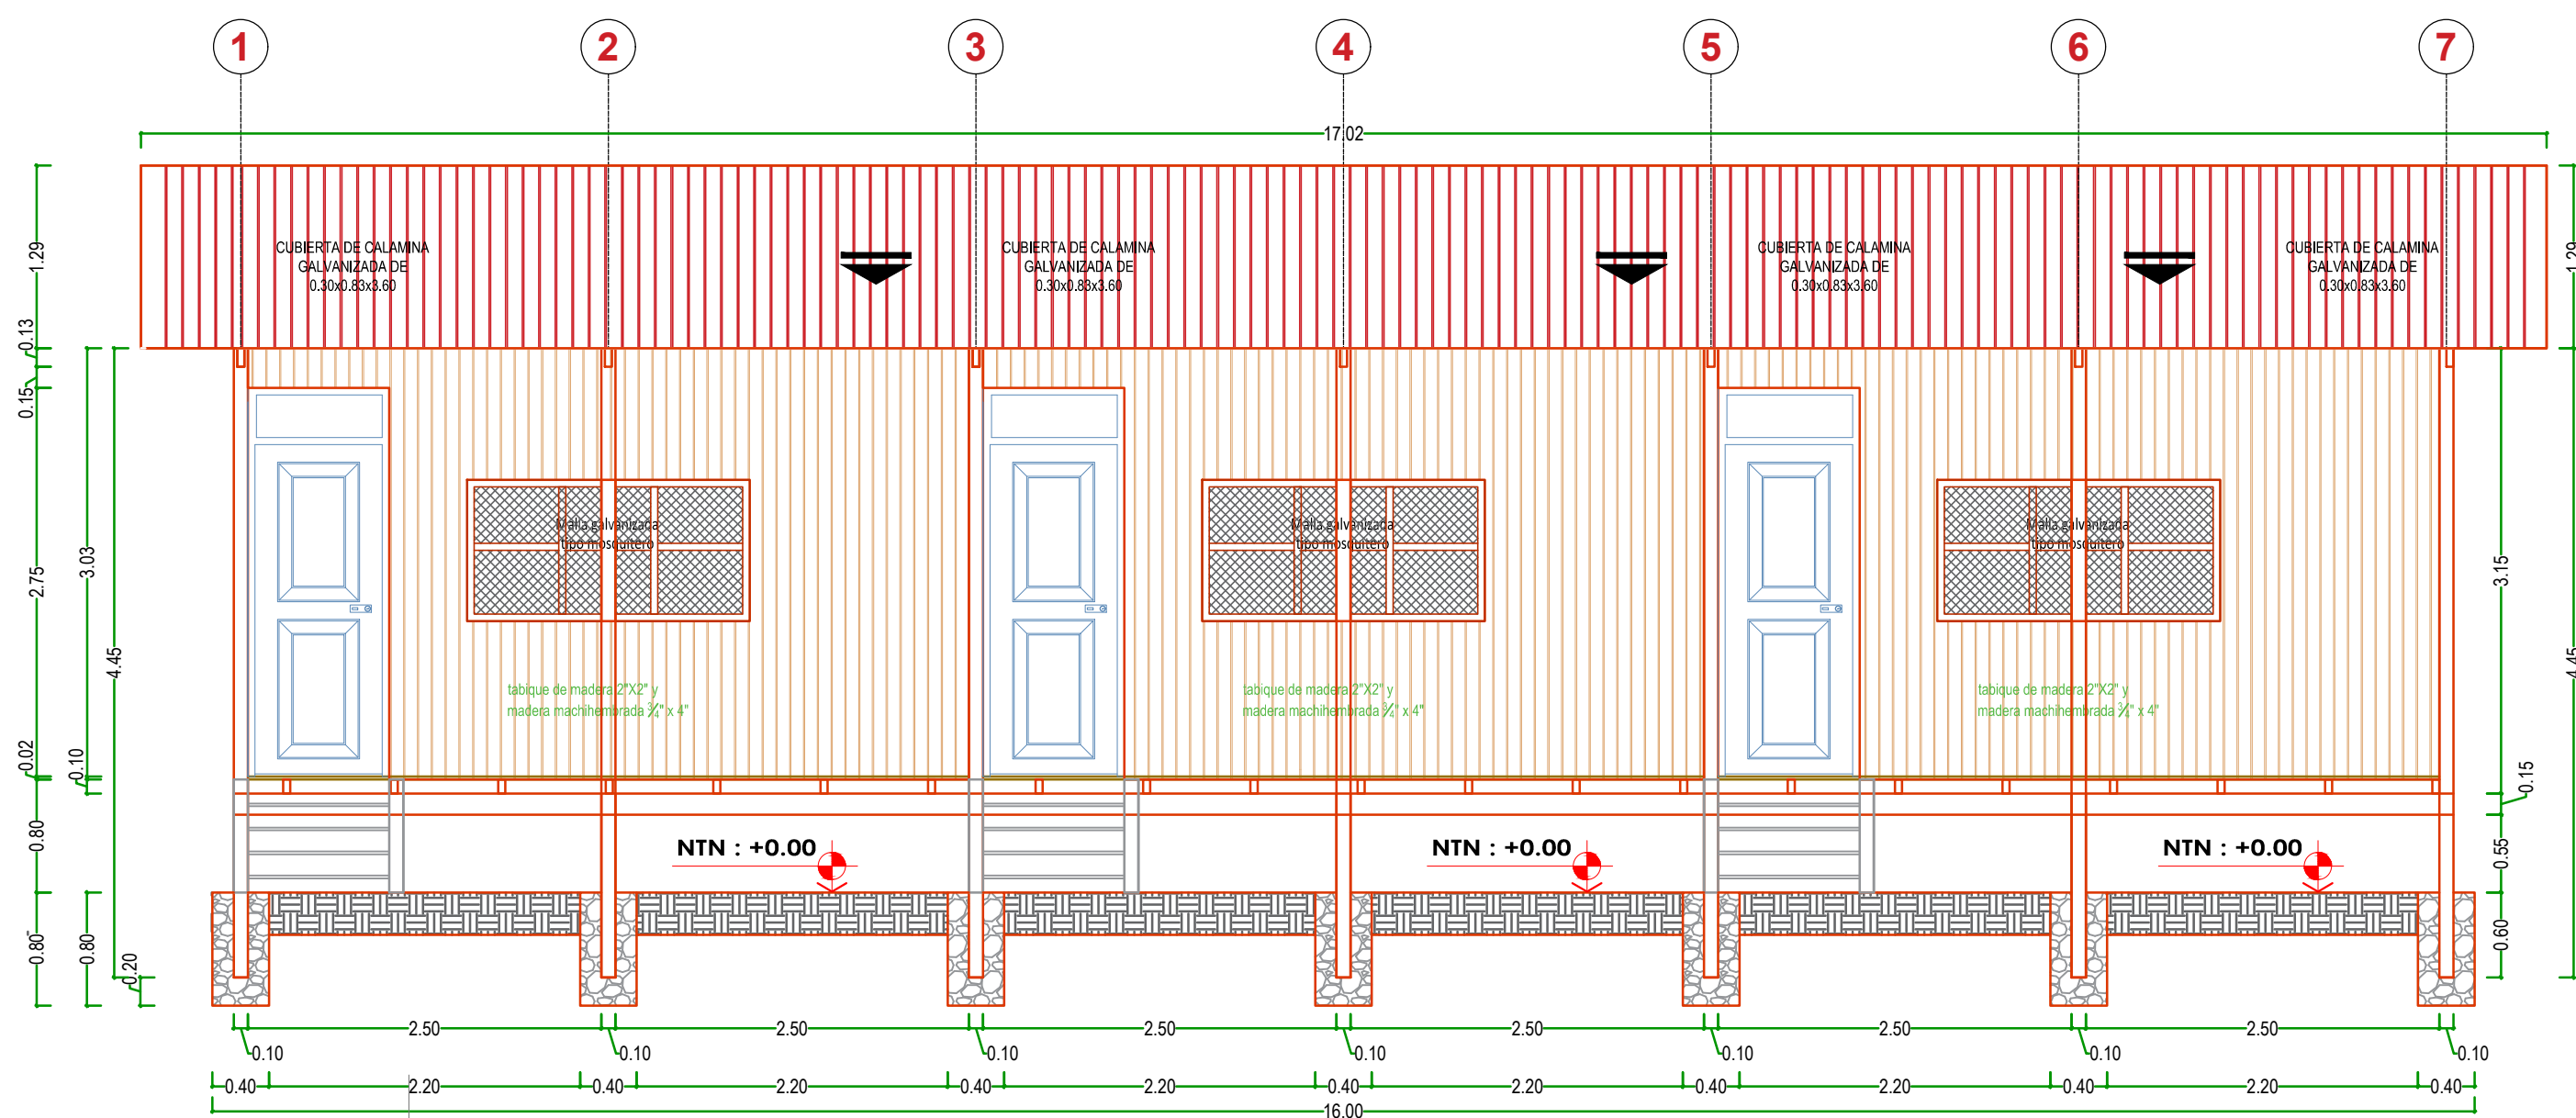 1 2 3 4 5 6 7
17.02
1.29 1.29
CUBIERTA DE CALAMINA
GALVANIZADA DE
0.30x0.83x3.60
CUBIERTA DE CALAMINA
GALVANIZADA DE
0.30x0.83x3.60
CUBIERTA DE CALAMINA
GALVANIZADA DE
0.30x0.83x3.60
CUBIERTA DE CALAMINA
GALVANIZADA DE
0.30x0.83x3.60
0.13
0.15
2.75
3.03
4.45
0.02
0.10
0.80
0.80
0.80
0.20
Malla galvanizada
tipo mosquitero
Malla galvanizada
tipo mosquitero
Malla galvanizada
tipo mosquitero
tabique de madera 2"X2" y
madera machihembrada ¾" x 4"
tabique de madera 2"X2" y
madera machihembrada ¾" x 4"
tabique de madera 2"X2" y
madera machihembrada ¾" x 4"
3.15
4.45
0.15
0.55
0.60
NTN : +0.00 NTN : +0.00 NTN : +0.00
2.50 2.50 2.50 2.50 2.50 2.50
0.10 0.10 0.10 0.10 0.10 0.10 0.10
0.40 2.20 0.40 2.20 0.40 2.20 0.40 2.20 0.40 2.20 0.40 2.20 0.40
16.00